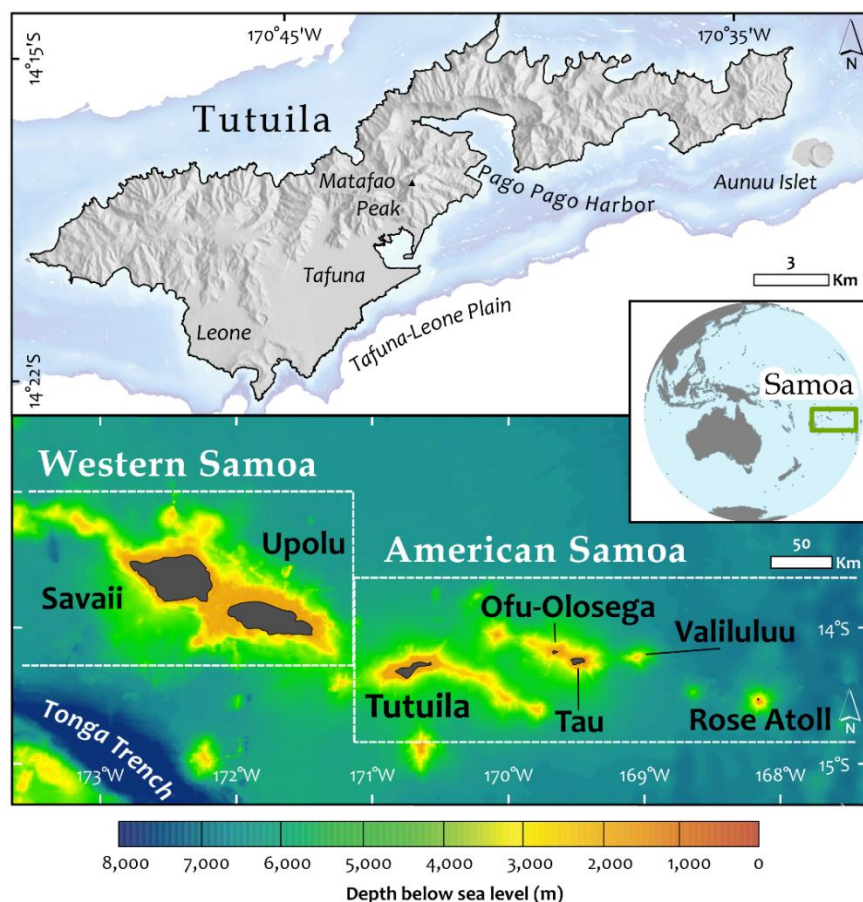 170°45'W
170°35'W
14°15'S
N
Tutuila
Matafao
Peak
Pago Pago Harbor
Aunuu Islet
Tafuna
3
Km
Leone
Tafuna-Leone Plain
14°22'S
Samoa
Western Samoa
Upolu
American Samoa
50
Km
Savaii
Ofu-Olosega
14°S
Valiluluu
Tutuila
Tau
Rose Atoll
N
Tonga Trench
173°W
172°W
171°W
170°W
169°W
168°W
15°S
8,000
7,000
6,000
5,000
4,000
3,000
2,000
1,000
0
Depth below sea level (m)